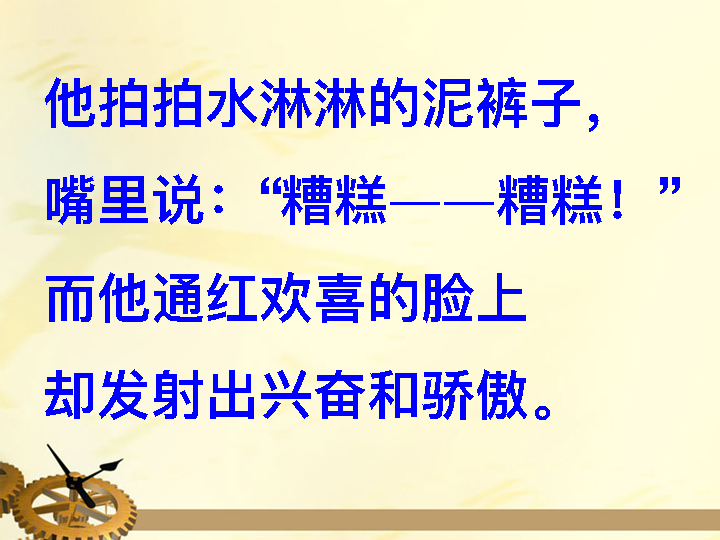 他拍拍水淋淋的泥裤子，
嘴里说：“糟糕——糟糕！”
而他通红欢喜的脸上
却发射出兴奋和骄傲。